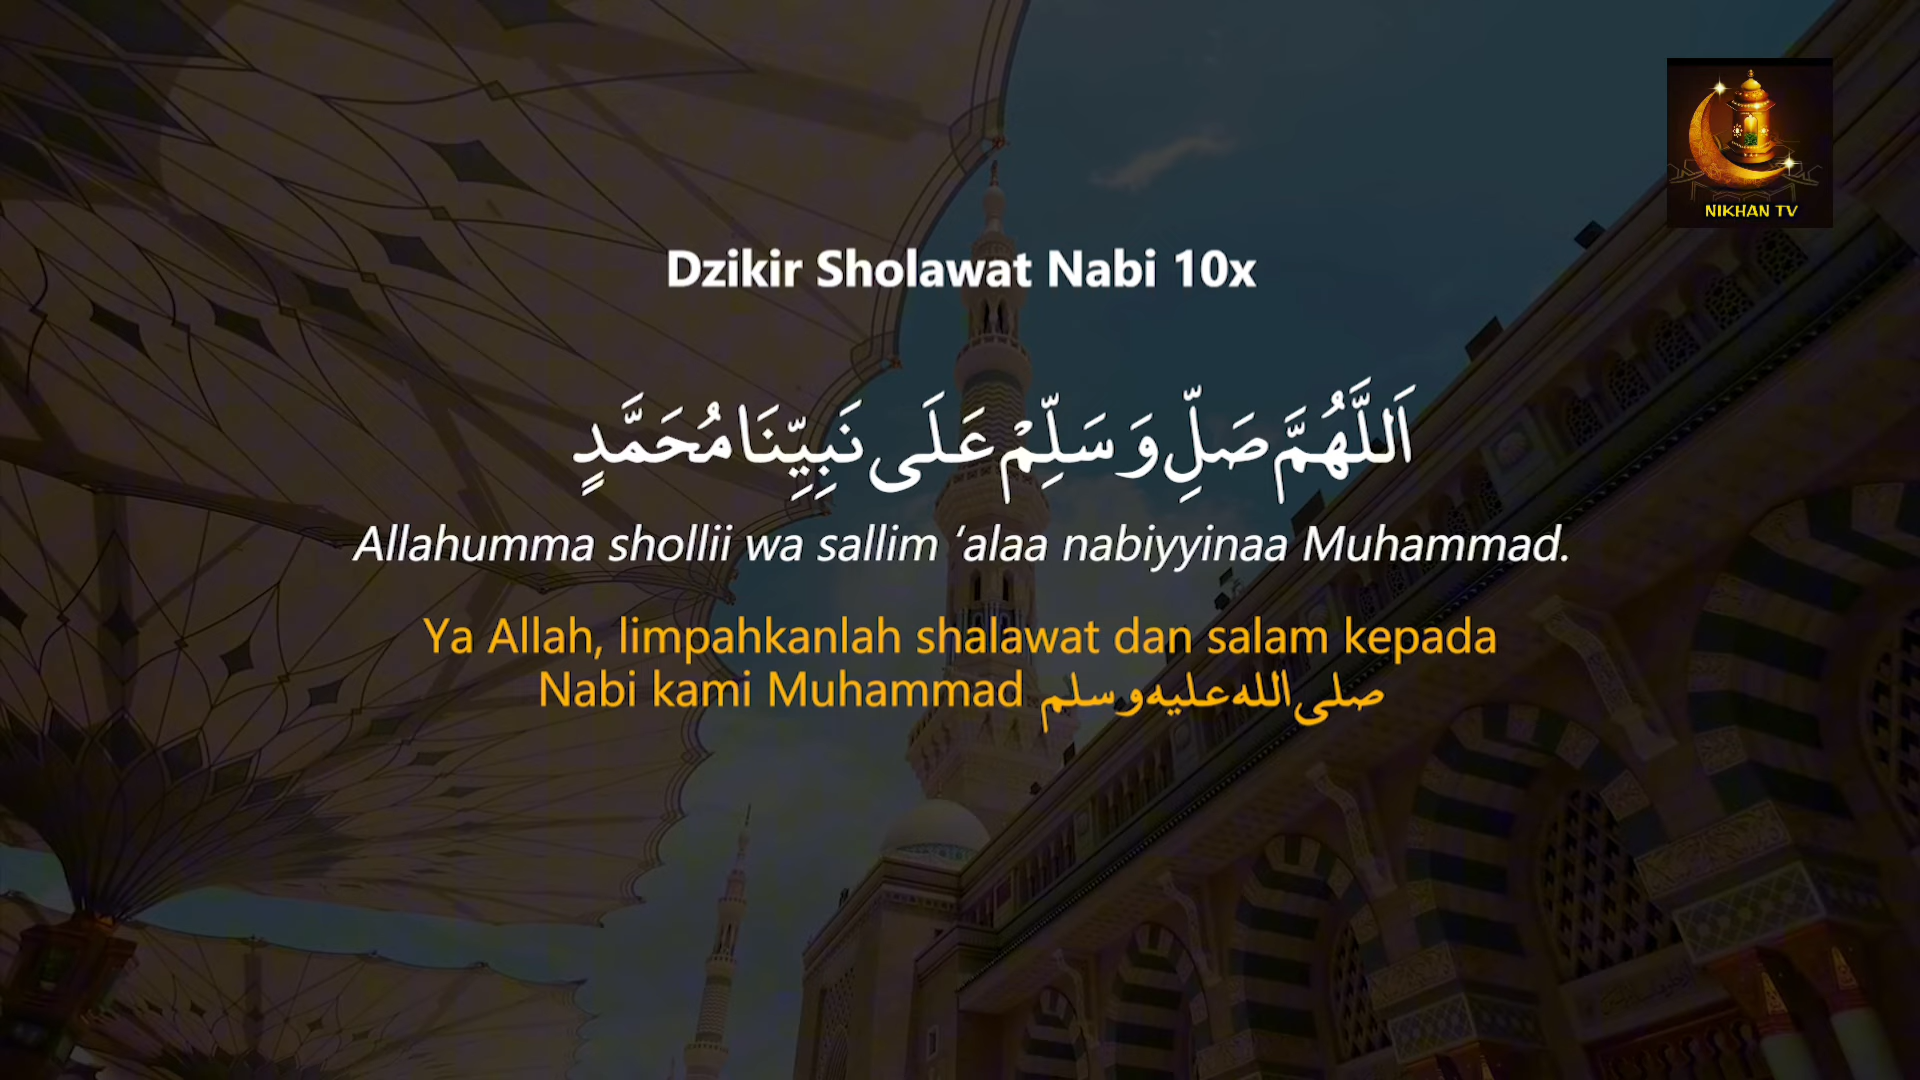 NIKHAN TV
Dzikir Sholawat Nabi 10x
اَللَّهُمَّ صَلِّ وَ سَلِّمْ عَلَى نَبِيِّنَا مُحَمَّدٍ
Allahumma shollii wa sallim ‘alaa nabiyyinaa Muhammad.
Ya Allah, limpahkanlah shalawat dan salam kepada
Nabi kami Muhammad صلى الله عليه وسلم